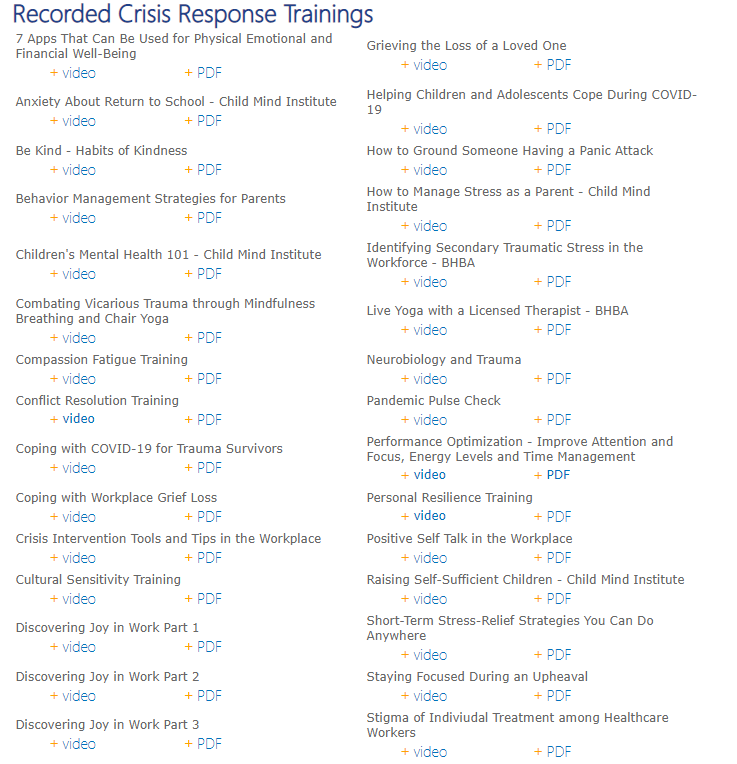 Recorded Crisis Response Trainings
7 Apps That Can Be Used for Physical Emotional and
Financial Well-Being
+ video + PDF
Anxiety About Return to School - Child Mind Institute
+ video + PDF
Be Kind - Habits of Kindness
+ video + PDF
Behavior Management Strategies for Parents
+ video + PDF
Children's Mental Health 101 - Child Mind Institute
+ video + PDF
Combating Vicarious Trauma through Mindfulness
Breathing and Chair Yoga
+ video + PDF
Compassion Fatigue Training
+ video + PDF
Conflict Resolution Training
+ video + PDF
Coping with COVID-19 for Trauma Survivors
+ video + PDF
Coping with Workplace Grief Loss
+ video + PDF
Crisis Intervention Tools and Tips in the Workplace
+ video + PDF
Cultural Sensitivity Training
+ video + PDF
Discovering Joy in Work Part 1
+ video + PDF
Discovering Joy in Work Part 2
+ video + PDF
Discovering Joy in Work Part 3
+ video + PDF
Grieving the Loss of a Loved One
+ video + PDF
Helping Children and Adolescents Cope During COVID-
19
+ video + PDF
How to Ground Someone Having a Panic Attack
+ video + PDF
How to Manage Stress as a Parent - Child Mind
Institute
+ video + PDF
Identifying Secondary Traumatic Stress in the
Workforce - BHBA
+ video + PDF
Live Yoga with a Licensed Therapist - BHBA
+ video + PDF
Neurobiology and Trauma
+ video + PDF
Pandemic Pulse Check
+ video + PDF
Performance Optimization - Improve Attention and
Focus, Energy Levels and Time Management
+ video + PDF
Personal Resilience Training
+ video + PDF
Positive Self Talk in the Workplace
+ video + PDF
Raising Self-Sufficient Children - Child Mind Institute
+ video + PDF
Short-Term Stress-Relief Strategies You Can Do
Anywhere
+ video + PDF
Staying Focused During an Upheaval
+ video + PDF
Stigma of Indiviudal Treatment among Healthcare
Workers
+ video + PDF